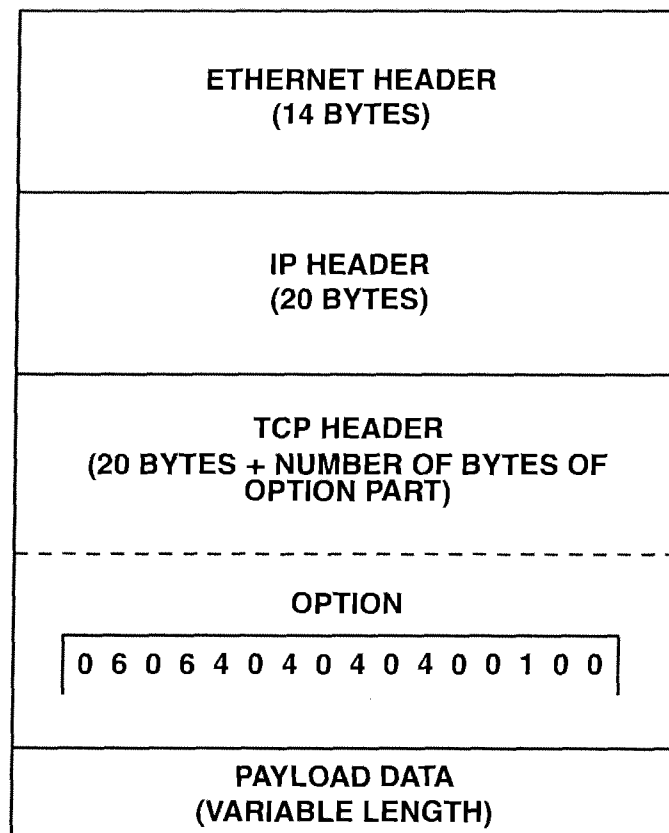 ETHERNET HEADER
(14 BYTES)
IP HEADER
(20 BYTES)
TCP HEADER
(20 BYTES + NUMBER OF BYTES OF
OPTION PART)
OPTION
0 6 0 6 4 0 4 0 4 0 4 0 0 1 0 0
PAYLOAD DATA
(VARIABLE LENGTH)